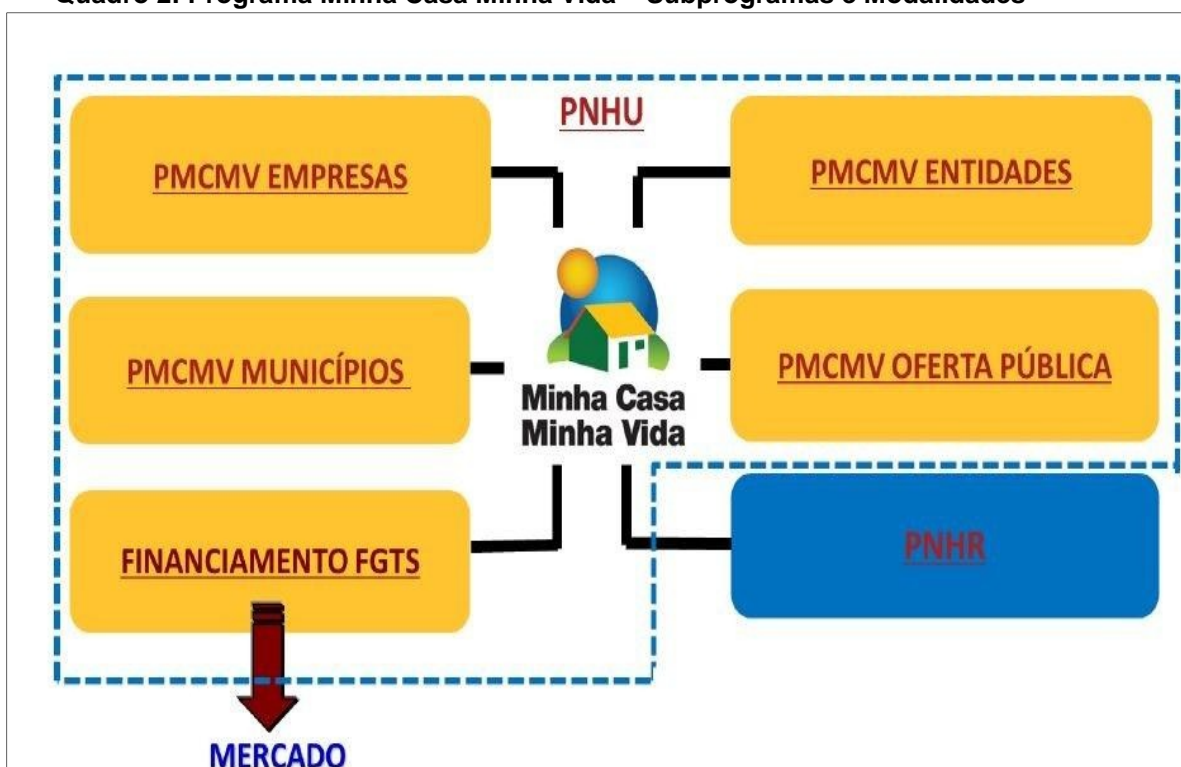 Quadro 2: Programa Minha Casa Minha Vida – Subprogramas e Modalidades
PNHU
PMCMV EMPRESAS
PMCMV ENTIDADES
PMCMV MUNICÍPIOS
PMCMV OFERTA PÚBLICA
Minha Casa
Minha Vida
FINANCIAMENTO FGTS
PNHR
MERCADO